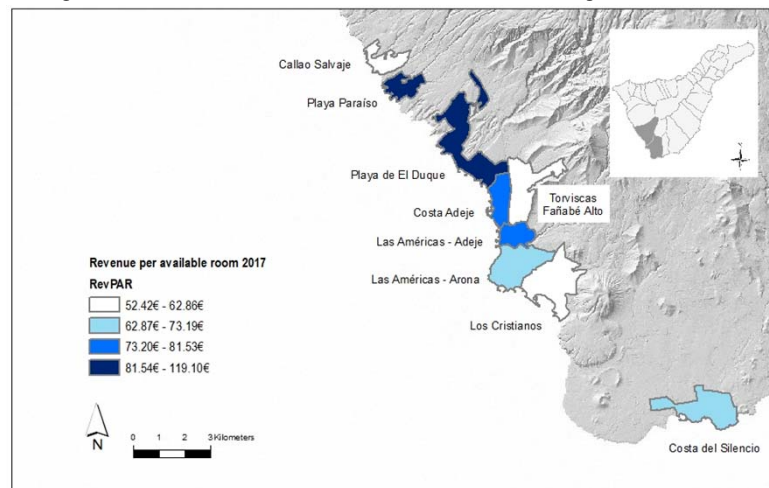 Callao Salvaje
Playa Paraíso
Playa de El Duque
Torviscas
Fañabé Alto
Costa Adeje
Las Américas - Adeje
Revenue per available room 2017
RevPAR
Las Américas - Arona
52.42€ - 62.86€
62.87€ - 73.19€
73.20€ - 81.53€
81.54€ - 119.10€
Los Cristianos
N
0 1 2 3 Kilometers
Costa del Silencio